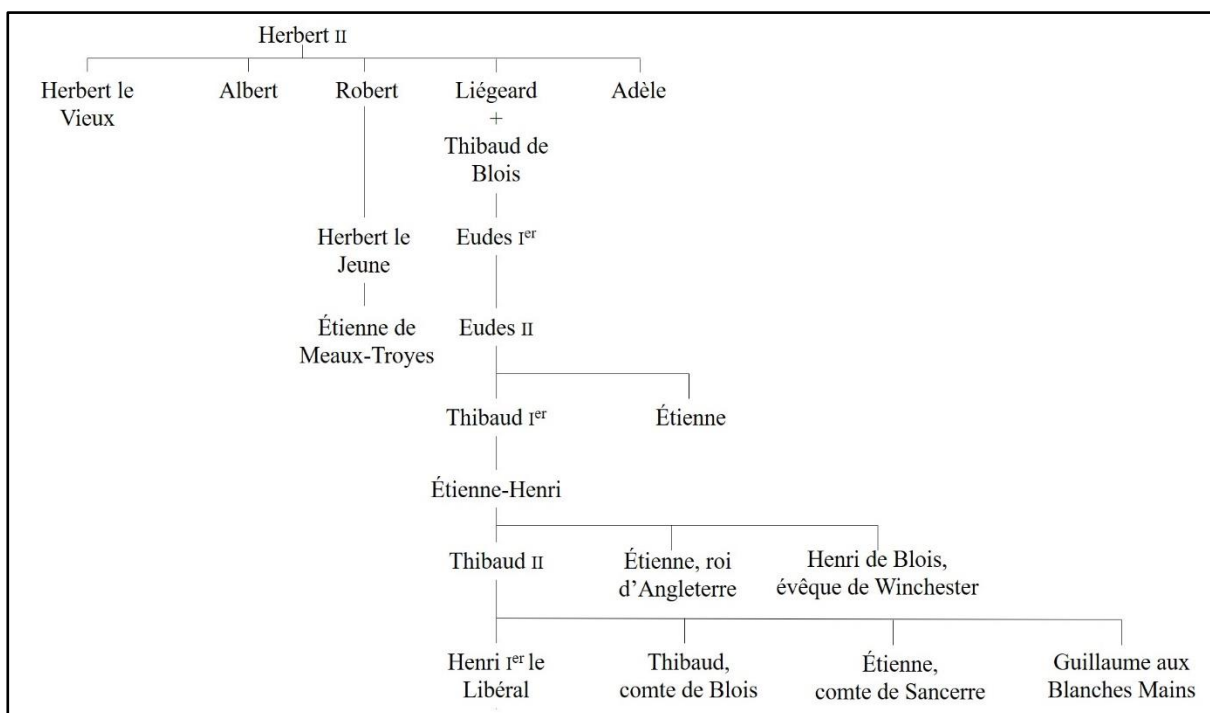 Herbert II
Herbert le
Vieux
Albert
Robert
Liégeard
+
Thibaud de
Blois
Adèle
Herbert le
Jeune
Eudes Ier
Étienne de
Meaux-Troyes
Eudes II
Thibaud Ier
Étienne
Étienne-Henri
Thibaud II
Étienne, roi
d’Angleterre
Henri de Blois,
évêque de Winchester
Henri Ier le
Libéral
Thibaud,
comte de Blois
Étienne,
comte de Sancerre
Guillaume aux
Blanches Mains